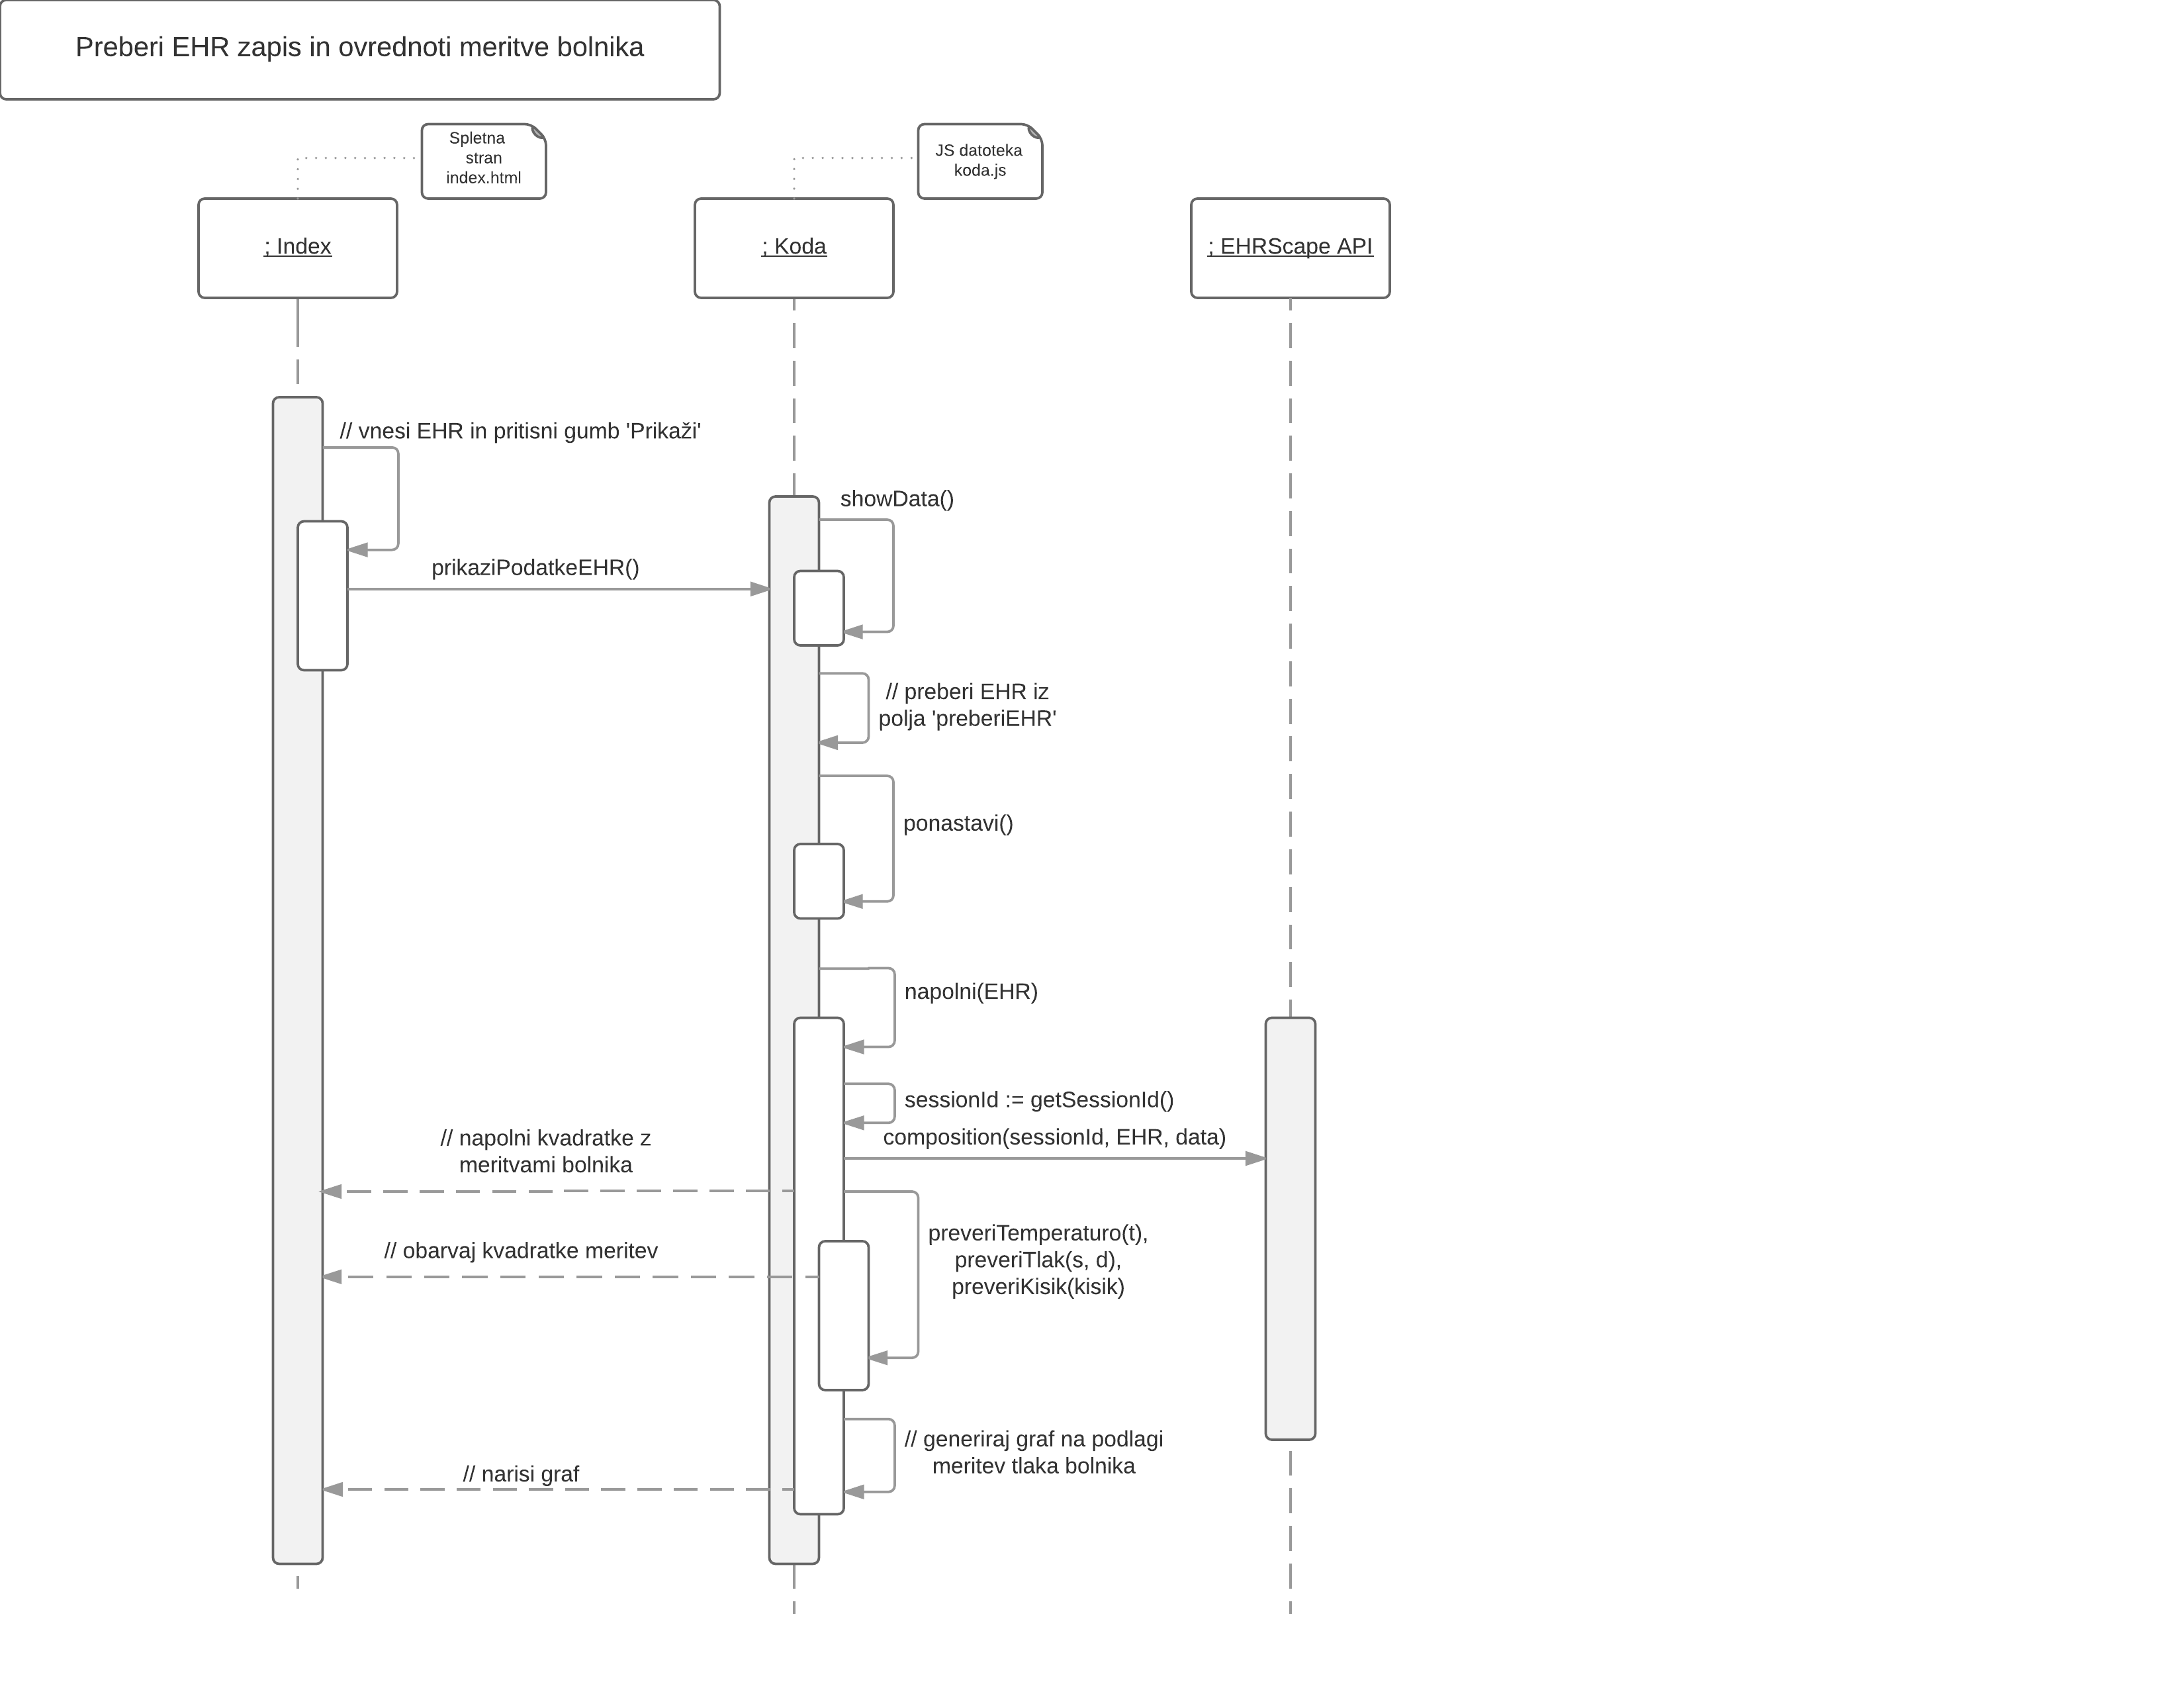 Preberi EHR zapis in ovrednoti meritve bolnika
Spletna
stran
index.html
JS datoteka
koda.js
; Index
; Koda
; EHRScape API
// vnesi EHR in pritisni gumb 'Prikaži'
showData()
prikaziPodatkeEHR()
// preberi EHR iz
polja 'preberiEHR'
ponastavi()
napolni(EHR)
sessionId := getSessionId()
composition(sessionId, EHR, data)
// napolni kvadratke z
meritvami bolnika
preveriTemperaturo(t),
preveriTlak(s, d),
preveriKisik(kisik)
// obarvaj kvadratke meritev
// generiraj graf na podlagi
meritev tlaka bolnika
// narisi graf